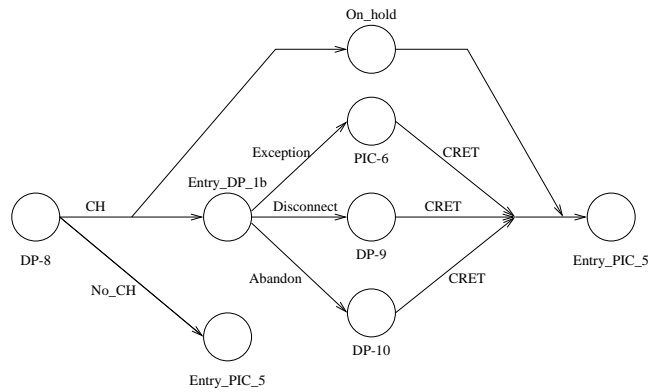 On_hold
Exception
PIC-6
CRET
Entry_DP_1b
CH
Disconnect
CRET
DP-8
DP-9
Entry_PIC_5
No_CH
Abandon
CRET
DP-10
Entry_PIC_5